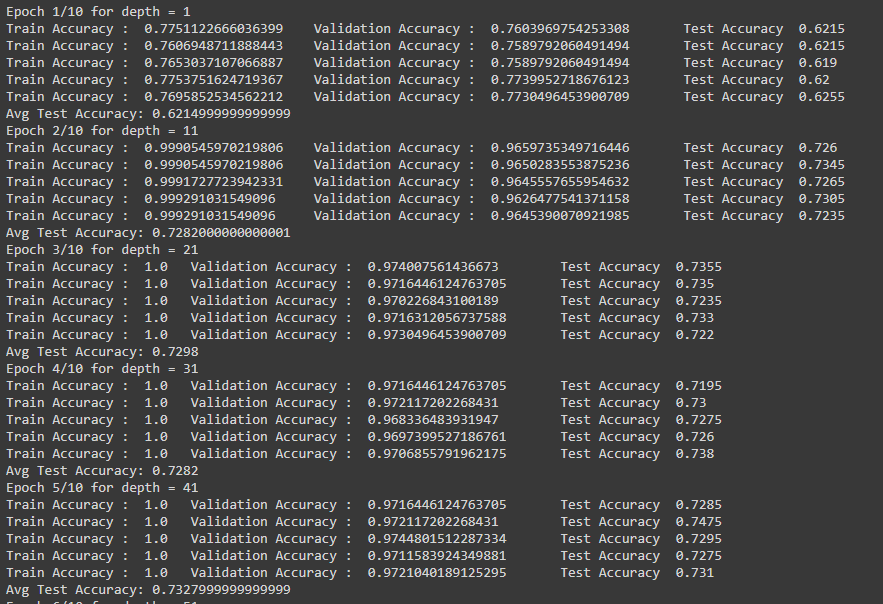 Epoch 1/10 for depth = 1
Train Accuracy :  0.7751122666036399    Validation Accuracy :  0.7603969754253308       Test Accuracy  0.6215
Train Accuracy :  0.7606948711888443    Validation Accuracy :  0.7589792060491494       Test Accuracy  0.6215
Train Accuracy :  0.7653037107066887    Validation Accuracy :  0.7589792060491494       Test Accuracy  0.619
Train Accuracy :  0.7753751624719367    Validation Accuracy :  0.7739952718676123       Test Accuracy  0.62
Train Accuracy :  0.7695852534562212    Validation Accuracy :  0.7730496453900709       Test Accuracy  0.6255
Avg Test Accuracy: 0.6214999999999999
Epoch 2/10 for depth = 11
Train Accuracy :  0.9990545970219806    Validation Accuracy :  0.9659735349716446       Test Accuracy  0.726
Train Accuracy :  0.9990545970219806    Validation Accuracy :  0.9650283553875236       Test Accuracy  0.7345
Train Accuracy :  0.9991727723942331    Validation Accuracy :  0.9645557655954632       Test Accuracy  0.7265
Train Accuracy :  0.999291031549096     Validation Accuracy :  0.9626477541371158       Test Accuracy  0.7305
Train Accuracy :  0.999291031549096     Validation Accuracy :  0.9645390070921985       Test Accuracy  0.7235
Avg Test Accuracy: 0.7282000000000001
Epoch 3/10 for depth = 21
Train Accuracy :  1.0   Validation Accuracy :  0.974007561436673        Test Accuracy  0.7355
Train Accuracy :  1.0   Validation Accuracy :  0.9716446124763705       Test Accuracy  0.735
Train Accuracy :  1.0   Validation Accuracy :  0.970226843100189        Test Accuracy  0.7235
Train Accuracy :  1.0   Validation Accuracy :  0.9716312056737588       Test Accuracy  0.733
Train Accuracy :  1.0   Validation Accuracy :  0.9730496453900709       Test Accuracy  0.722
Avg Test Accuracy: 0.7298
Epoch 4/10 for depth = 31
Train Accuracy :  1.0   Validation Accuracy :  0.9716446124763705       Test Accuracy  0.7195
Train Accuracy :  1.0   Validation Accuracy :  0.972117202268431        Test Accuracy  0.73
Train Accuracy :  1.0   Validation Accuracy :  0.968336483931947        Test Accuracy  0.7275
Train Accuracy :  1.0   Validation Accuracy :  0.9697399527186761       Test Accuracy  0.726
Train Accuracy :  1.0   Validation Accuracy :  0.9706855791962175       Test Accuracy  0.738
Avg Test Accuracy: 0.7282
Epoch 5/10 for depth = 41
Train Accuracy :  1.0   Validation Accuracy :  0.9716446124763705       Test Accuracy  0.7285
Train Accuracy :  1.0   Validation Accuracy :  0.972117202268431        Test Accuracy  0.7475
Train Accuracy :  1.0   Validation Accuracy :  0.9744801512287334       Test Accuracy  0.7295
Train Accuracy :  1.0   Validation Accuracy :  0.9711583924349881       Test Accuracy  0.7275
Train Accuracy :  1.0   Validation Accuracy :  0.9721040189125295       Test Accuracy  0.731
Avg Test Accuracy: 0.7327999999999999